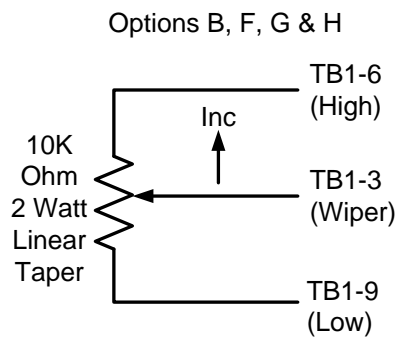 Options B, F, G & H
TB1-6
(High)
Inc
10K
Ohm
2 Watt
Linear
Taper
TB1-3
(Wiper)
TB1-9
(Low)